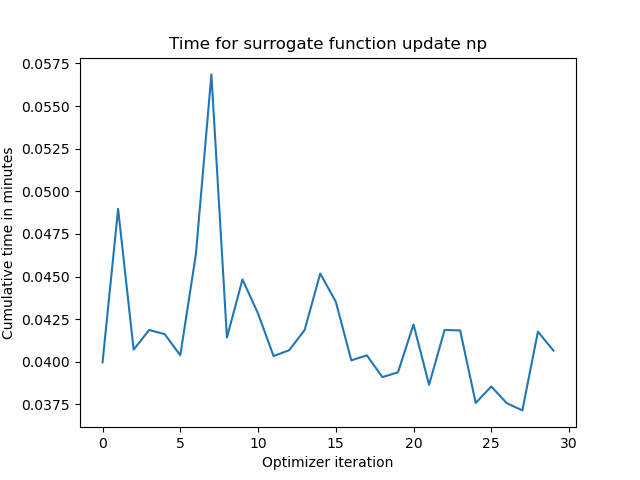 Time for surrogate function update np
Cumulative time in minutes
0.0575
0.0550
0.0525
0.0500
0.0475
0.0450
0.0425
0.0400
0.0375
0 5 10 15 20 25 30
Optimizer iteration